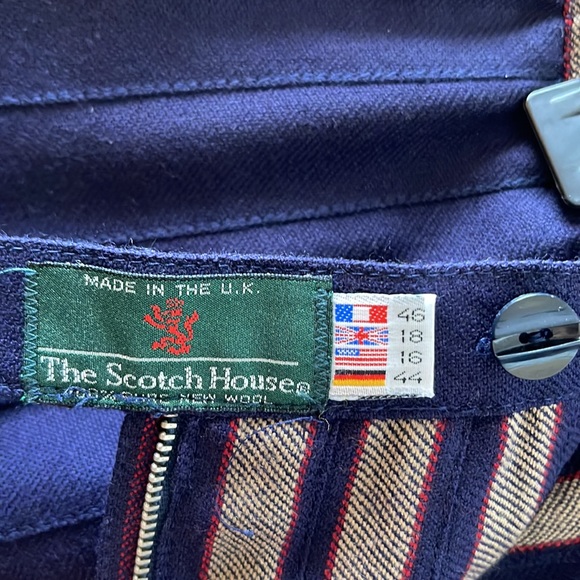 MADE IN THE U.K.
The Scotch House®
100% PURE NEW WOOL
46
18
16
44